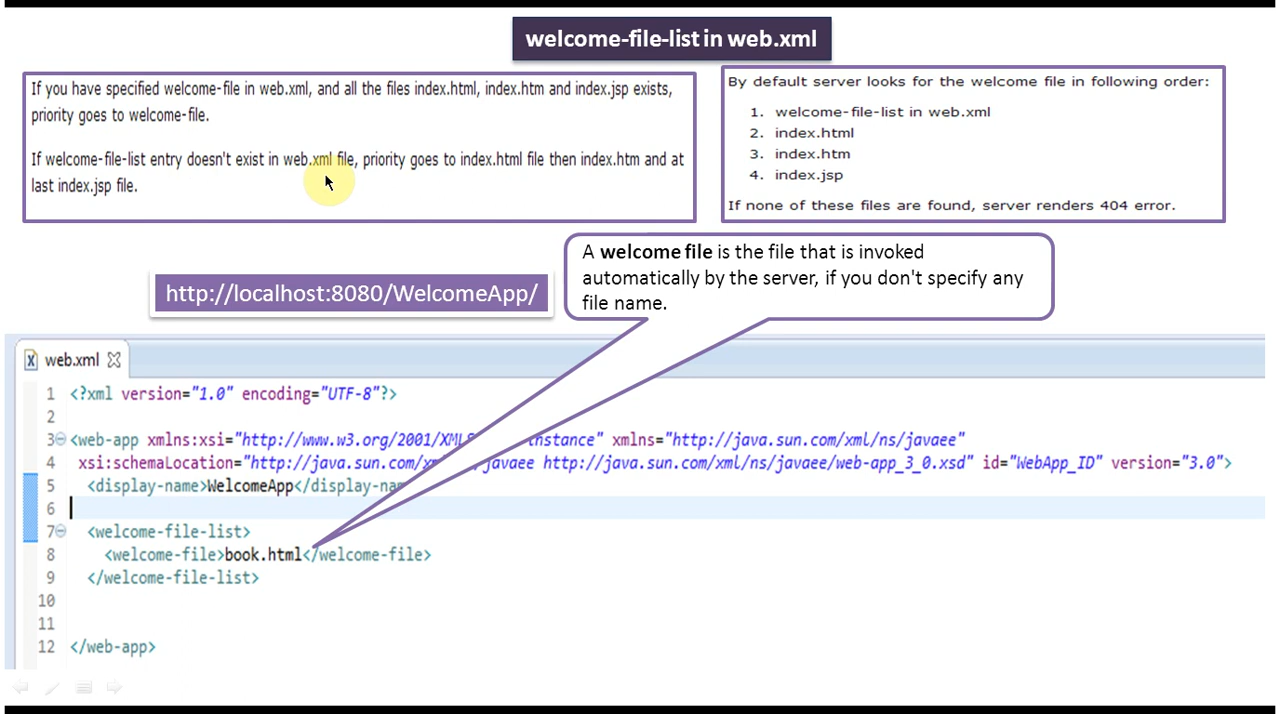 welcome-file-list in web.xml
If you have specified welcome-file in web.xml, and all the files index.html, index.htm and index.jsp exists,
priority goes to welcome-file.
If welcome-file-list entry doesn't exist in web.xml file, priority goes to index.html file then index.htm and at
last index.jsp file.
By default server looks for the welcome file in following order:
1. welcome-file-list in web.xml
2. index.html
3. index.htm
4. index.jsp
If none of these files are found, server renders 404 error.
A welcome file is the file that is invoked
automatically by the server, if you don't specify any
file name.
http://localhost:8080/WelcomeApp/
web.xml
1 <?xml version="1.0" encoding="UTF-8"?>
2
3 <web-app xmlns:xsi="http://www.w3.org/2001/XMLS instance" xmlns="http://java.sun.com/xml/ns/javaee"
4 xsi:schemaLocation="http://java.sun.com/xm /javaee http://java.sun.com/xml/ns/javaee/web-app_3_0.xsd" id="WebApp_ID" version="3.0">
5 <display-name>WelcomeApp</display-nam
6
7 <welcome-file-list>
8 <welcome-file>book.html</welcome-file>
9 </welcome-file-list>
10
11
12 </web-app>